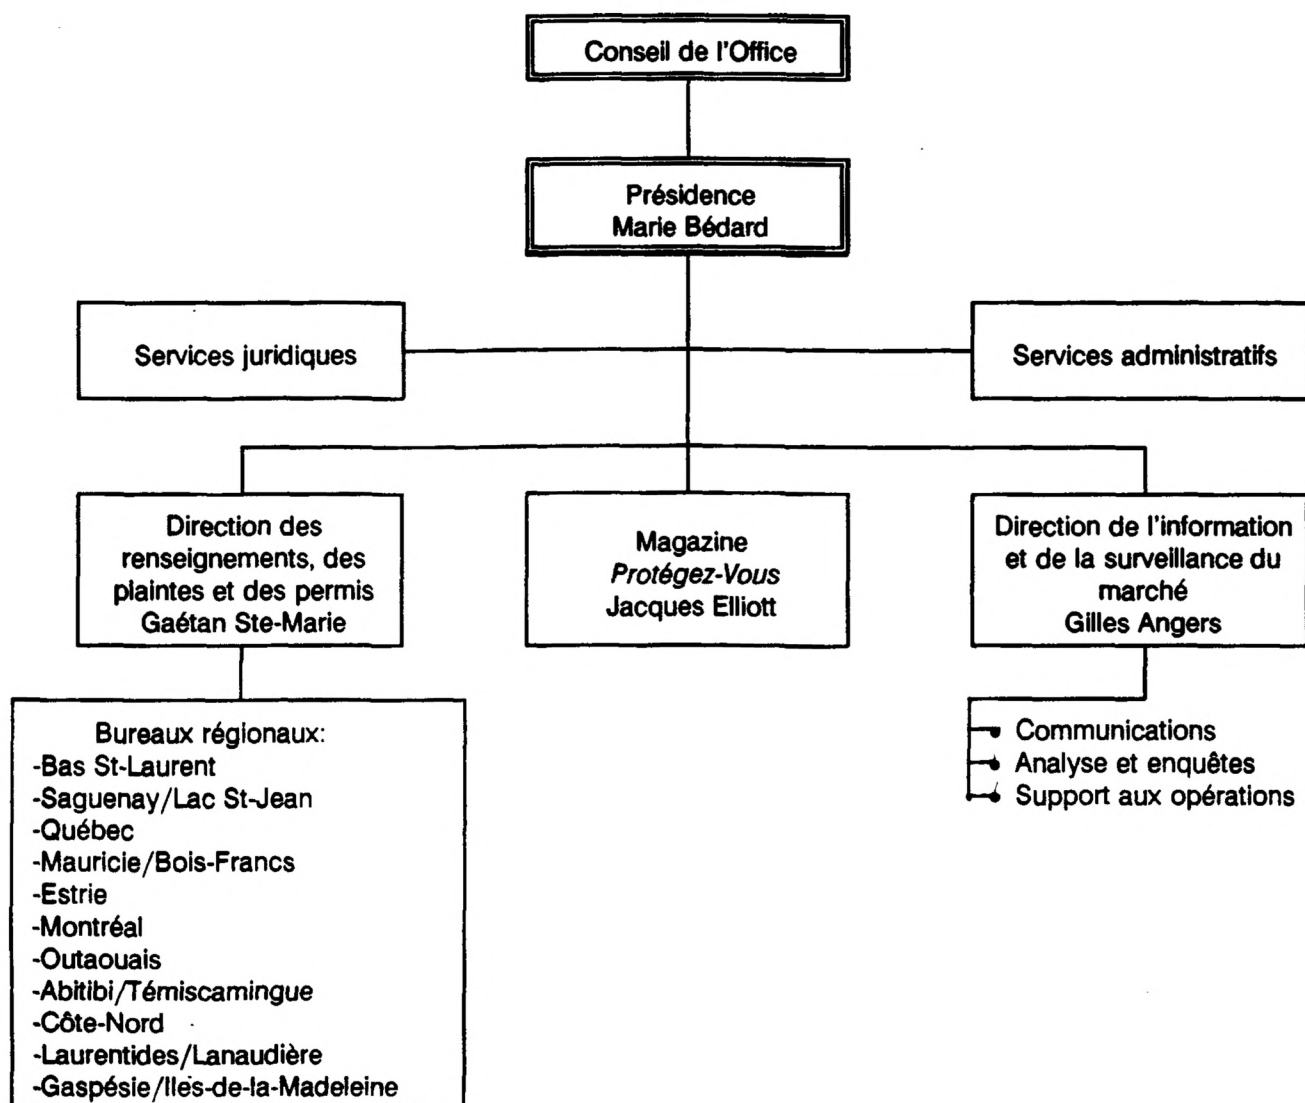 Conseil de l'Office
Présidence
Marie Bédard
Services juridiques
Services administratifs
Direction des
renseignements, des
plaintes et des permis
Gaétan Ste-Marie
Magazine
Protégez-Vous
Jacques Elliott
Direction de l'information
et de la surveillance du
marché
Gilles Angers
Bureaux régionaux:
-Bas St-Laurent
-Saguenay/Lac St-Jean
-Québec
-Mauricie/Bois-Francs
-Estrie
-Montréal
-Outaouais
-Abitibi/Témiscamingue
-Côte-Nord
-Laurentides/Lanaudière
-Gaspésie/Iles-de-la-Madeleine
Communications
Analyse et enquêtes
Support aux opérations